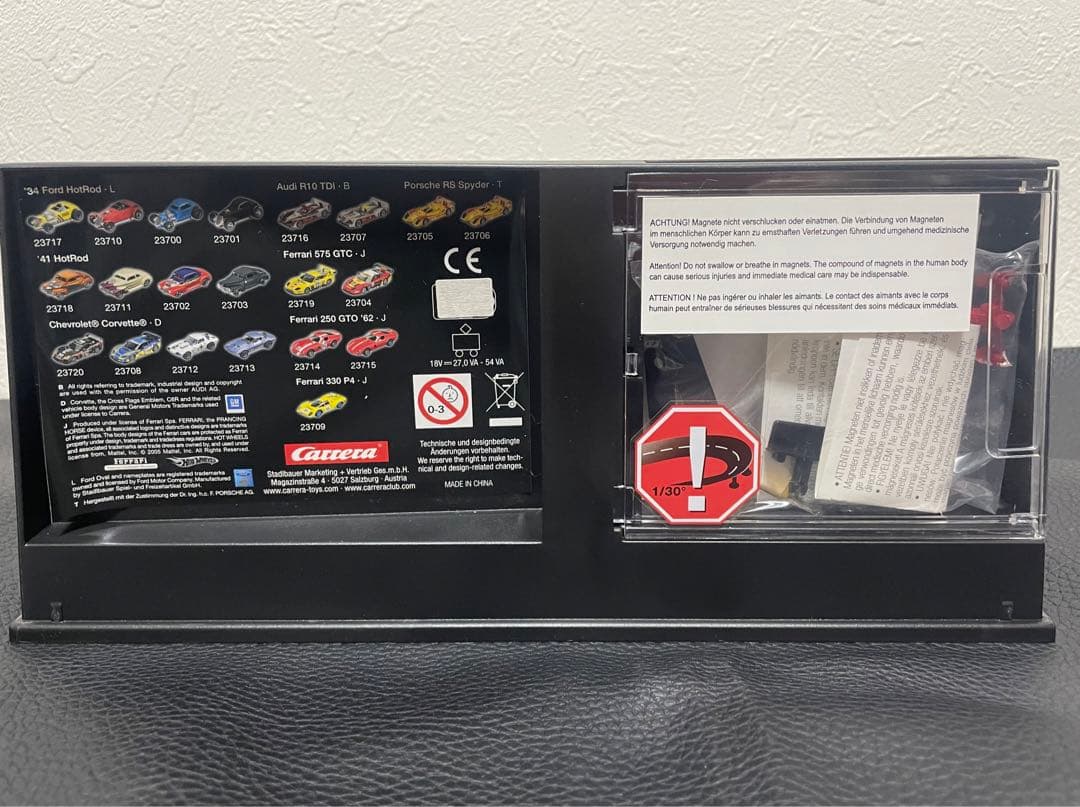 '34 Ford HotRod · L
23717 23710 23700 23701
'41 HotRod
23718 23711 23702 23703
Chevrolet® Corvette® · D
23720 23708 23712 23713
Audi R10 TDI · B
23716 23707
Ferrari 575 GTC · J
23719 23704
Ferrari 250 GTO '62 · J
23714 23715
Ferrari 330 P4 · J
23709
Porsche RS Spyder · T
23705 23706
CE
18V 27,0 VA - 54 VA
0-3
B All rights referring to trademark, industrial design and copyright
are used with the permission of the owner AUDI AG.
D Corvette, the Cross Flags Emblem, C6R and the related
vehicle body design are General Motors Trademarks used
under license to Carrera.
GM
J Produced under license of Ferrari Spa. FERRARI, the PRANCING
HORSE device, all associated logos and distinctive designs are trademarks
of Ferrari Spa. The body designs of the Ferrari cars are protected as Ferrari
property under design, trademark and tradedress regulations. HOT WHEELS
and associated trademarks and trade dress are owned by, and used under
license from, Mattel, Inc. © 2005 Mattel, Inc. All Rights Reserved.
Ferrari Hot Wheels
L Ford Oval and nameplates are registered trademarks
owned and licensed by Ford Motor Company. Manufactured
by Stadlbauer Spiel- und Freizeitartikel GmbH.
T Hergestellt mit der Zustimmung der Dr. Ing. h.c. F. PORSCHE AG.
Carrera
Stadlbauer Marketing + Vertrieb Ges.m.b.H.
Magazinstraße 4 · 5027 Salzburg · Austria
www.carrera-toys.com · www.carreraclub.com
Technische und designbedingte
Änderungen vorbehalten.
We reserve the right to make tech-
nical and design-related changes.
MADE IN CHINA
ACHTUNG! Magnete nicht verschlucken oder einatmen. Die Verbindung von Magneten
im menschlichen Körper kann zu ernsthaften Verletzungen führen und umgehend medizinische
Versorgung notwendig machen.
Attention! Do not swallow or breathe in magnets. The compound of magnets in the human body
can cause serious injuries and immediate medical care may be indispensable.
ATTENTION ! Ne pas ingérer ou inhaler les aimants. Le contact des aimants avec le corps
humain peut entraîner de sérieuses blessures qui nécessitent des soins médicaux immédiats.
!
1/30°